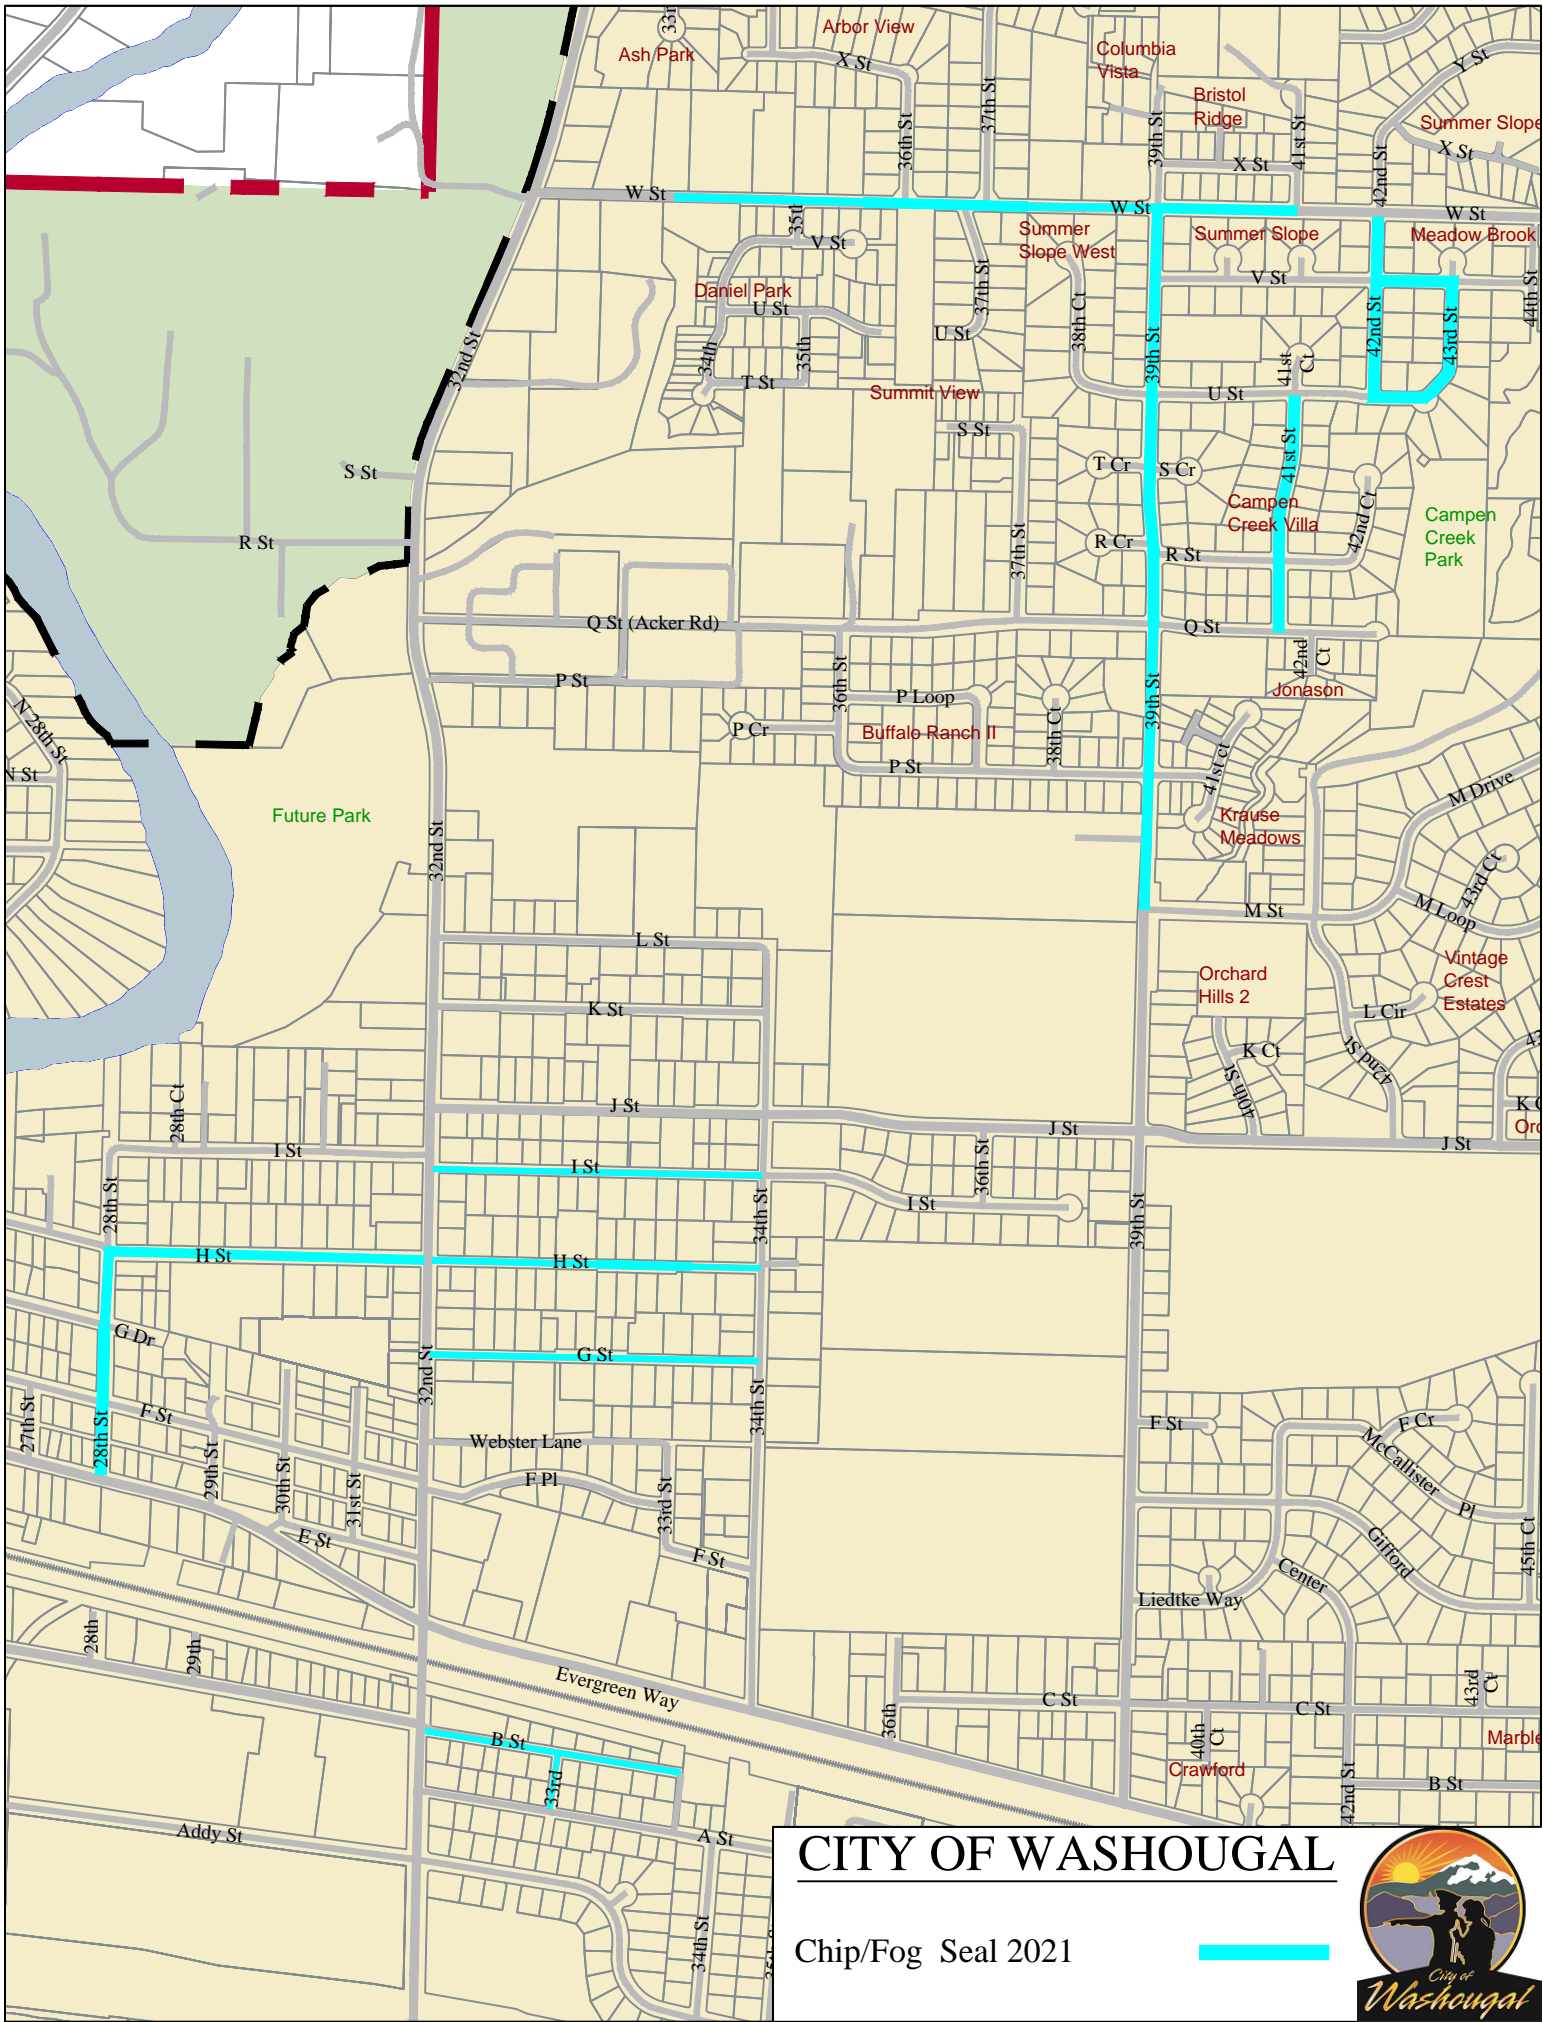 33r
Arbor View
Ash Park
X St
Columbia
Vista
Y St
37th St
Bristol
Ridge
Summer Slope
36th St
39th St
41st St
X St
X St
42nd St
W St
W St
W St
35th
Summer
Slope West
Summer Slope
Meadow Brook
V St
V St
37th St
44th St
Daniel Park
U St
38th Ct
42nd St
43rd St
U St
32nd St
34th
35th
39th St
41st
Ct
T St
Summit View
U St
S St
41st St
S St
T Cr
S Cr
Campen
Creek Villa
42nd Ct
Campen
Creek
Park
R St
37th St
R Cr
R St
Q St (Acker Rd)
Q St
42nd
Ct
P St
36th St
P Loop
39th St
Jonason
N 28th St
P Cr
Buffalo Ranch II
38th Ct
N St
P St
41st ct
M Drive
Future Park
32nd St
Krause
Meadows
43rd Ct
M St
M Loop
L St
Vintage
Crest
Estates
Orchard
Hills 2
K St
L Cir
K Ct
42nd St
43
40th St
28th Ct
J St
J St
K C
Orc
J St
I St
I St
36th St
28th St
34th St
I St
39th St
H St
H St
G Dr
G St
32nd St
34th St
27th St
F St
28th St
F St
F Cr
Webster Lane
McCallister
Pl
29th St
30th St
31st St
F Pl
33rd St
E St
F St
Gifford
45th Ct
Center
Liedtke Way
28th
29th
Evergreen Way
43rd
Ct
36th
C St
C St
B St
40th
Ct
Marble
Crawford
33rd
42nd St
B St
Addy St
A St
34th St
CITY OF WASHOUGAL
Chip/Fog Seal 2021
City of
Washougal